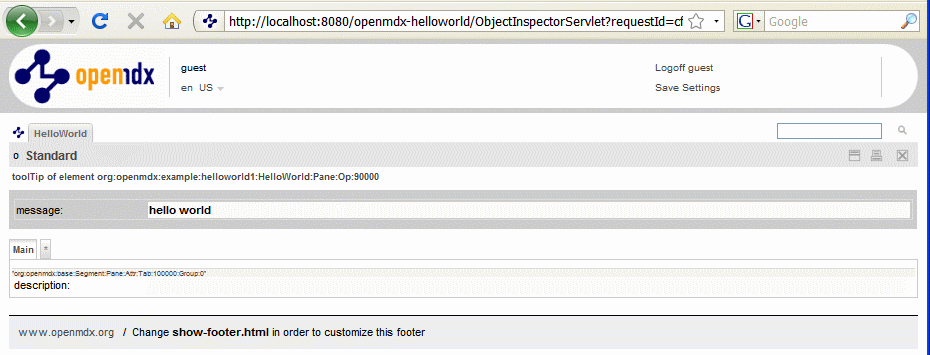 http://localhost:8080/openmdx-helloworld/ObjectInspectorServlet?requestId=cf
G Google
openmdx guest Logoff guest
en US Save Settings
HelloWorld
o Standard
toolTip of element org:openmdx:example:helloworld1:HelloWorld:Pane:Op:90000
message: hello world
Main *
"org:openmdx:base:Segment:Pane:Attr:Tab:100000:Group:0"
description:
www.openmdx.org / Change show-footer.html in order to customize this footer